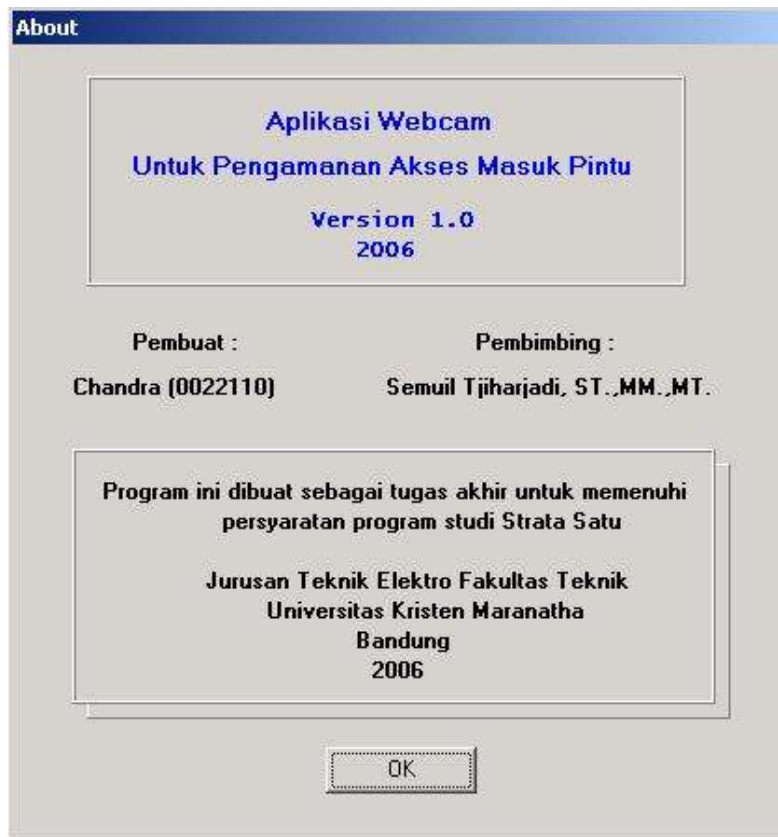 About
Aplikasi Webcam
Untuk Pengamanan Akses Masuk Pintu
Version 1.0
2006
Pembuat :
Chandra (0022110)
Pembimbing :
Semuil Tjiharjadi, ST.,MM.,MT.
Program ini dibuat sebagai tugas akhir untuk memenuhi
persyaratan program studi Strata Satu
Jurusan Teknik Elektro Fakultas Teknik
Universitas Kristen Maranatha
Bandung
2006
OK